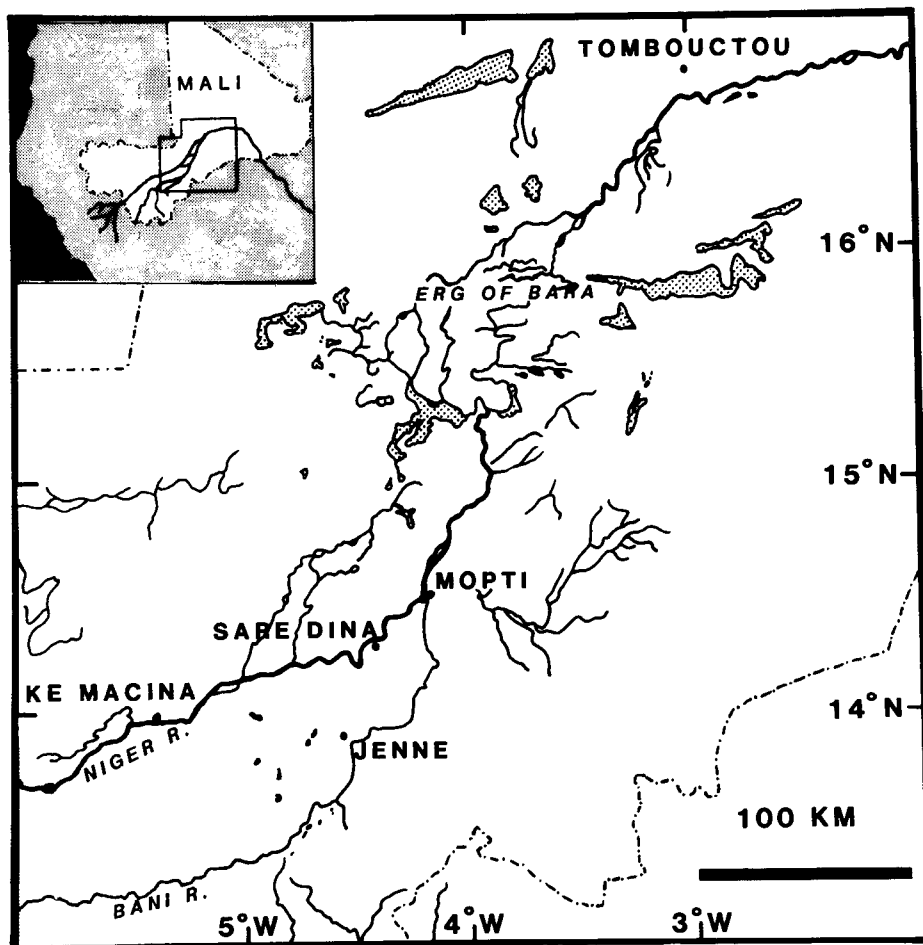 MALI
TOMBOUCTOU
16°N
ERG OF BARA
15°N
MOPTI
SARE DINA
KE MACINA
14°N
NIGER R.
JENNE
100 KM
BANI R.
5°W
4°W
3°W